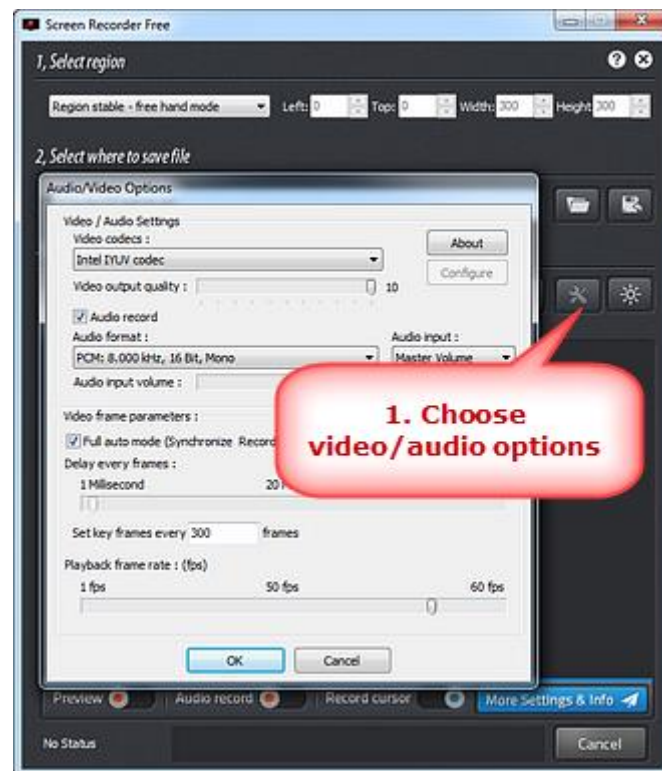 Screen Recorder Free
1, Select region
Region stable - free hand mode Left: 0 Top: 0 Width: 300 Height 300
2, Select where to save file
Audio/Video Options
Video / Audio Settings
Video codecs :
About
Intel IYUV codec
Configure
Video output quality : 10
Audio record
Audio format : Audio input :
PCM: 8.000 kHz, 16 Bit, Mono Master Volume
Audio input volume :
1. Choose
video/audio options
Video frame parameters :
Full auto mode (Synchronize Record
Delay every frames :
1 Millisecond 20
Set key frames every 300 frames
Playback frame rate : (fps)
1 fps 50 fps 60 fps
OK Cancel
Preview Audio record Record cursor More Settings & Info
No Status Cancel